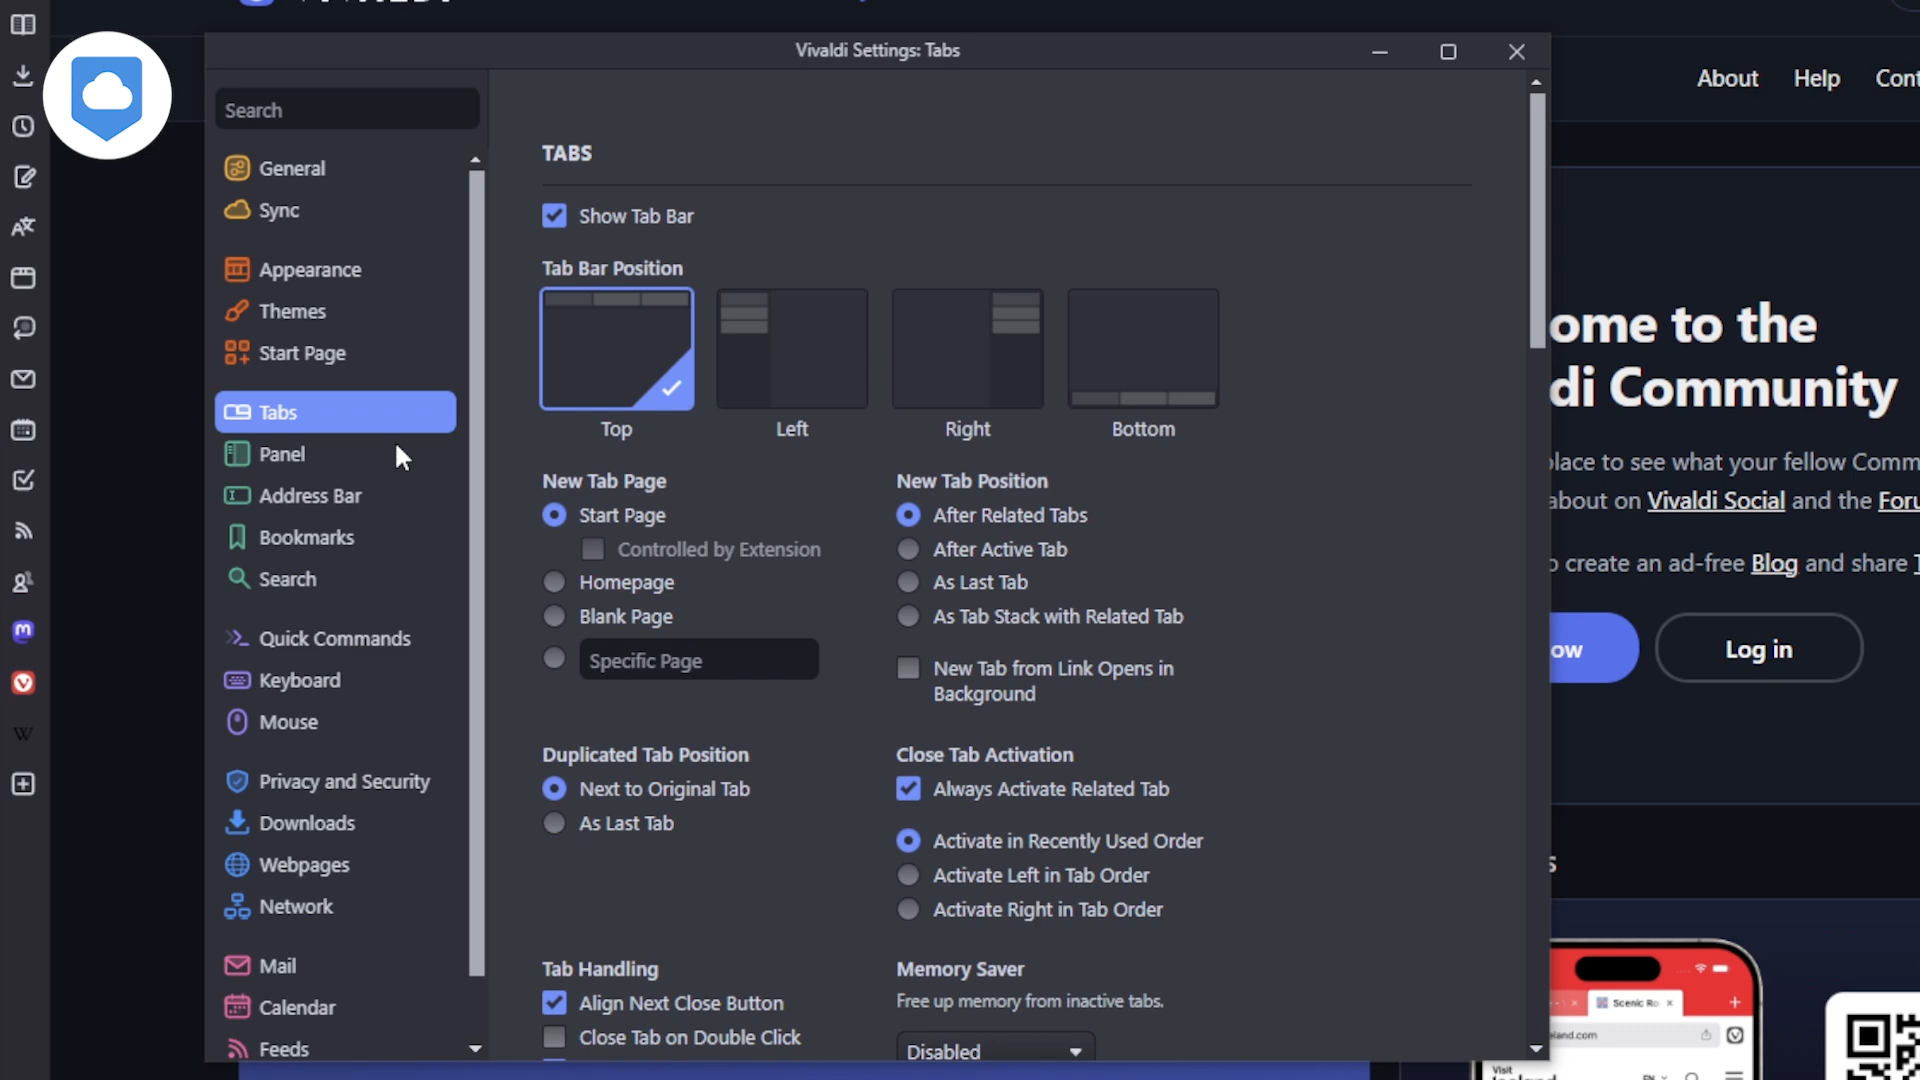 Vivaldi Settings: Tabs
About Help
Search
General
Sync
Appearance
Themes
Start Page
Tabs
Panel
Address Bar
Bookmarks
Search
Quick Commands
Keyboard
Mouse
Privacy and Security
Downloads
Webpages
Network
Mail
Calendar
Feeds
TABS
Show Tab Bar
Tab Bar Position
Top Left Right Bottom
New Tab Page
Start Page
Controlled by Extension
Homepage
Blank Page
Specific Page
New Tab Position
After Related Tabs
After Active Tab
As Last Tab
As Tab Stack with Related Tab
New Tab from Link Opens in
Background
Duplicated Tab Position
Next to Original Tab
As Last Tab
Close Tab Activation
Always Activate Related Tab
Activate in Recently Used Order
Activate Left in Tab Order
Activate Right in Tab Order
Tab Handling
Align Next Close Button
Close Tab on Double Click
Memory Saver
Free up memory from inactive tabs.
Disabled
ome to the
di Community
lace to see what your fellow Comm
about on Vivaldi Social and the Foru
create an ad-free Blog and share
ow
Log in
Scenic Ro
eland.com
Visit
W